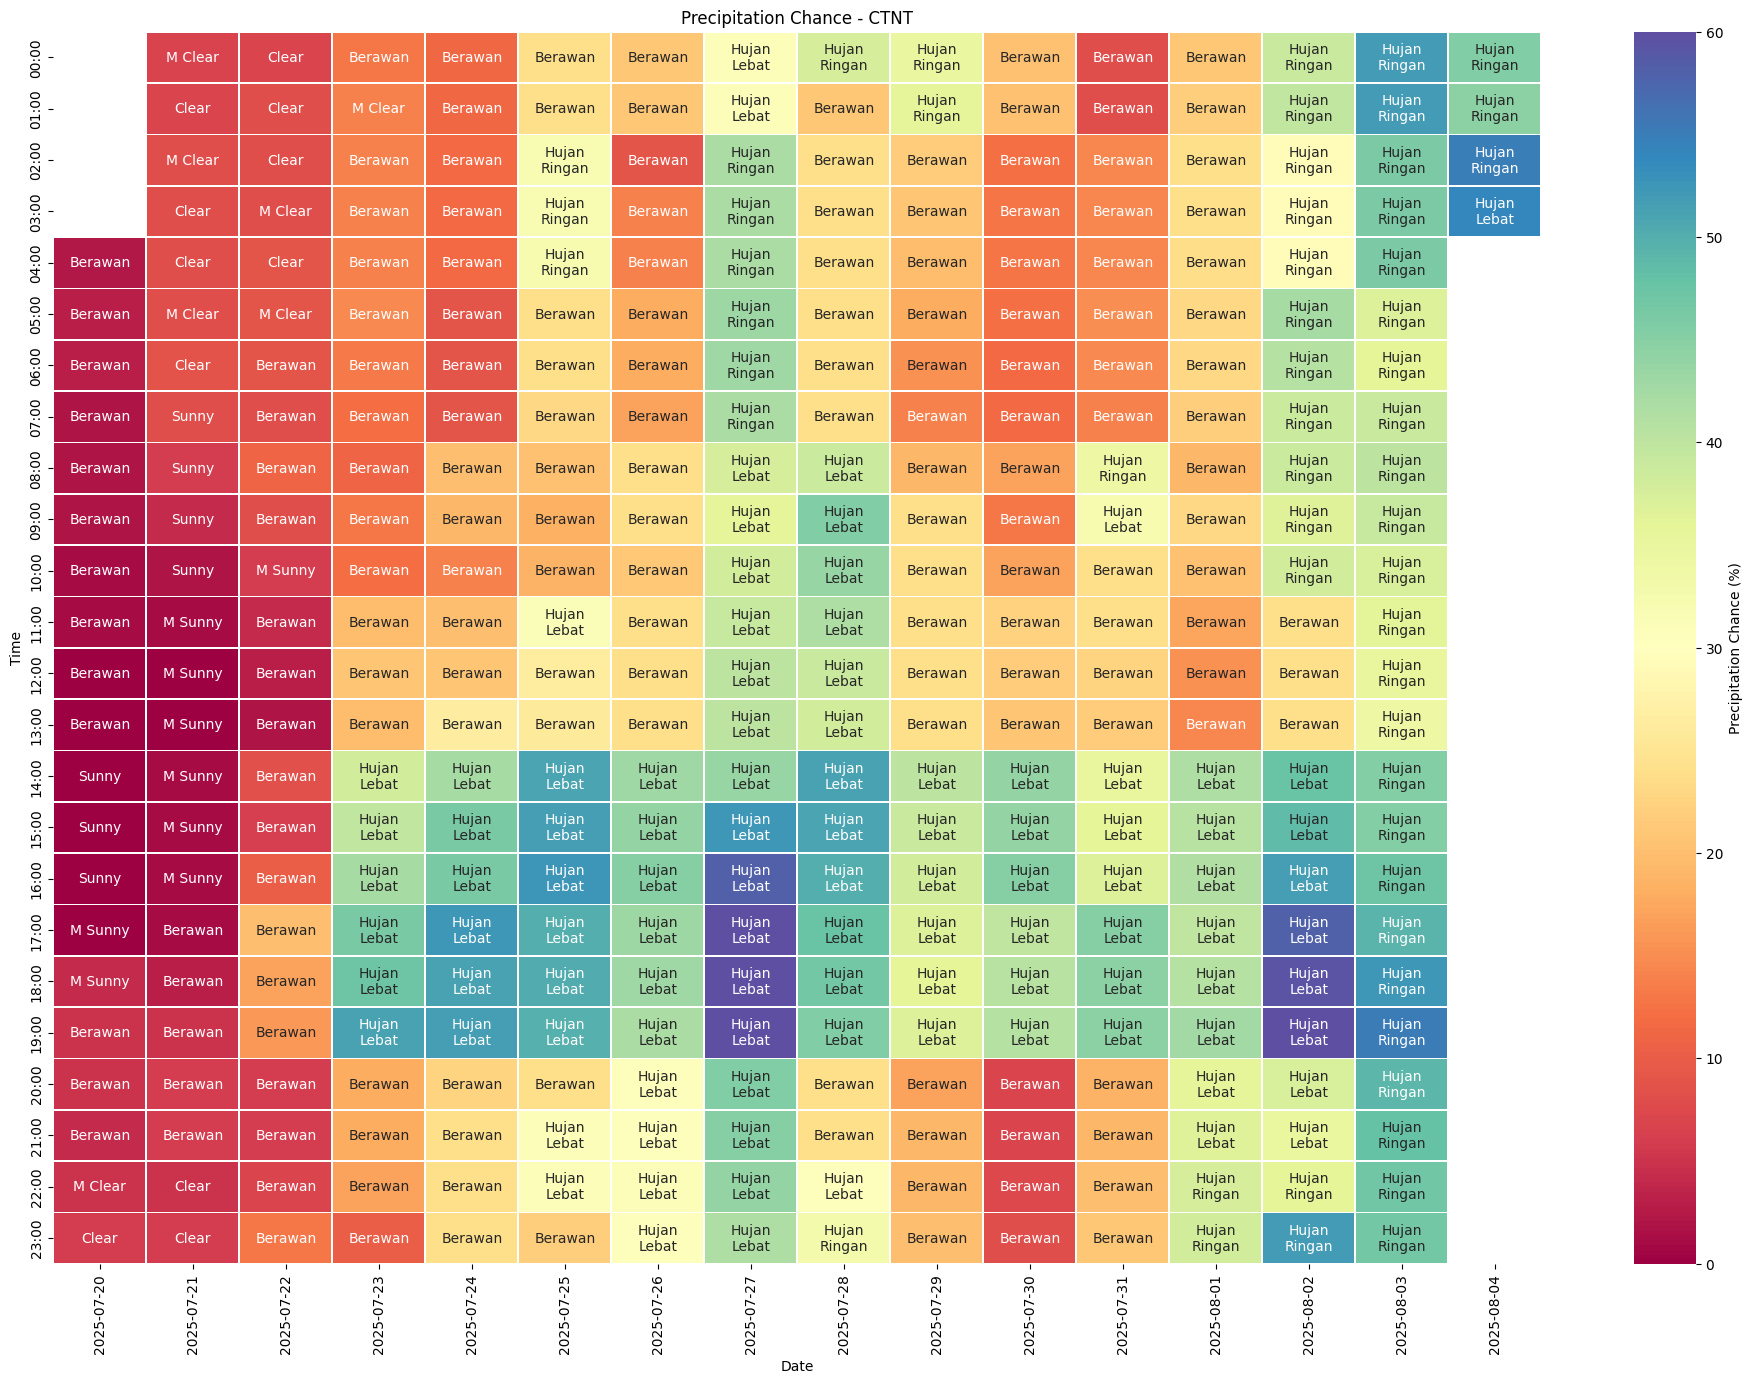 Precipitation Chance - CTNT
00:00 M Clear Clear Berawan Berawan Berawan Berawan Hujan Lebat Hujan Ringan Hujan Ringan Berawan Berawan Berawan Hujan Ringan Hujan Ringan Hujan Ringan
01:00 Clear Clear M Clear Berawan Berawan Berawan Hujan Lebat Berawan Hujan Ringan Berawan Berawan Berawan Hujan Ringan Hujan Ringan Hujan Ringan
02:00 M Clear Clear Berawan Berawan Hujan Ringan Berawan Hujan Ringan Berawan Berawan Berawan Berawan Berawan Hujan Ringan Hujan Ringan Hujan Ringan
03:00 Clear M Clear Berawan Berawan Hujan Ringan Berawan Hujan Ringan Berawan Berawan Berawan Berawan Berawan Hujan Ringan Hujan Ringan Hujan Lebat
04:00 Berawan Clear Clear Berawan Berawan Hujan Ringan Berawan Hujan Ringan Berawan Berawan Berawan Berawan Berawan Hujan Ringan Hujan Ringan
05:00 Berawan M Clear M Clear Berawan Berawan Berawan Berawan Hujan Ringan Berawan Berawan Berawan Berawan Berawan Hujan Ringan Hujan Ringan
06:00 Berawan Clear Berawan Berawan Berawan Berawan Berawan Hujan Ringan Berawan Berawan Berawan Berawan Berawan Hujan Ringan Hujan Ringan
07:00 Berawan Sunny Berawan Berawan Berawan Berawan Berawan Hujan Ringan Berawan Berawan Berawan Berawan Berawan Hujan Ringan Hujan Ringan
08:00 Berawan Sunny Berawan Berawan Berawan Berawan Berawan Hujan Lebat Hujan Lebat Berawan Berawan Hujan Ringan Berawan Hujan Ringan Hujan Ringan
09:00 Berawan Sunny Berawan Berawan Berawan Berawan Berawan Hujan Lebat Hujan Lebat Berawan Berawan Hujan Lebat Berawan Hujan Ringan Hujan Ringan
10:00 Berawan Sunny M Sunny Berawan Berawan Berawan Berawan Hujan Lebat Hujan Lebat Berawan Berawan Berawan Berawan Hujan Ringan Hujan Ringan
11:00 Berawan M Sunny Berawan Berawan Berawan Hujan Lebat Berawan Hujan Lebat Hujan Lebat Berawan Berawan Berawan Berawan Berawan Hujan Ringan
12:00 Berawan M Sunny Berawan Berawan Berawan Berawan Berawan Hujan Lebat Hujan Lebat Berawan Berawan Berawan Berawan Berawan Hujan Ringan
13:00 Berawan M Sunny Berawan Berawan Berawan Berawan Berawan Hujan Lebat Hujan Lebat Berawan Berawan Berawan Berawan Berawan Hujan Ringan
14:00 Sunny M Sunny Berawan Hujan Lebat Hujan Lebat Hujan Lebat Hujan Lebat Hujan Lebat Hujan Lebat Hujan Lebat Hujan Lebat Hujan Lebat Hujan Lebat Hujan Lebat Hujan Ringan
15:00 Sunny M Sunny Berawan Hujan Lebat Hujan Lebat Hujan Lebat Hujan Lebat Hujan Lebat Hujan Lebat Hujan Lebat Hujan Lebat Hujan Lebat Hujan Lebat Hujan Lebat Hujan Ringan
16:00 Sunny M Sunny Berawan Hujan Lebat Hujan Lebat Hujan Lebat Hujan Lebat Hujan Lebat Hujan Lebat Hujan Lebat Hujan Lebat Hujan Lebat Hujan Lebat Hujan Lebat Hujan Ringan
17:00 M Sunny Berawan Berawan Hujan Lebat Hujan Lebat Hujan Lebat Hujan Lebat Hujan Lebat Hujan Lebat Hujan Lebat Hujan Lebat Hujan Lebat Hujan Lebat Hujan Lebat Hujan Ringan
18:00 M Sunny Berawan Berawan Hujan Lebat Hujan Lebat Hujan Lebat Hujan Lebat Hujan Lebat Hujan Lebat Hujan Lebat Hujan Lebat Hujan Lebat Hujan Lebat Hujan Lebat Hujan Ringan
19:00 Berawan Berawan Berawan Hujan Lebat Hujan Lebat Hujan Lebat Hujan Lebat Hujan Lebat Hujan Lebat Hujan Lebat Hujan Lebat Hujan Lebat Hujan Lebat Hujan Lebat Hujan Ringan
20:00 Berawan Berawan Berawan Berawan Berawan Berawan Hujan Lebat Hujan Lebat Berawan Berawan Berawan Berawan Hujan Lebat Hujan Lebat Hujan Ringan
21:00 Berawan Berawan Berawan Berawan Berawan Hujan Lebat Hujan Lebat Hujan Lebat Berawan Berawan Berawan Berawan Hujan Lebat Hujan Lebat Hujan Ringan
22:00 M Clear Clear Berawan Berawan Berawan Hujan Lebat Hujan Lebat Hujan Lebat Hujan Lebat Berawan Berawan Berawan Hujan Ringan Hujan Ringan Hujan Ringan
23:00 Clear Clear Berawan Berawan Berawan Berawan Hujan Lebat Hujan Lebat Hujan Ringan Berawan Berawan Berawan Hujan Ringan Hujan Ringan Hujan Ringan
Time
2025-07-20 2025-07-21 2025-07-22 2025-07-23 2025-07-24 2025-07-25 2025-07-26 2025-07-27 2025-07-28 2025-07-29 2025-07-30 2025-07-31 2025-08-01 2025-08-02 2025-08-03 2025-08-04
Date
60
50
40
30
20
10
0
Precipitation Chance (%)